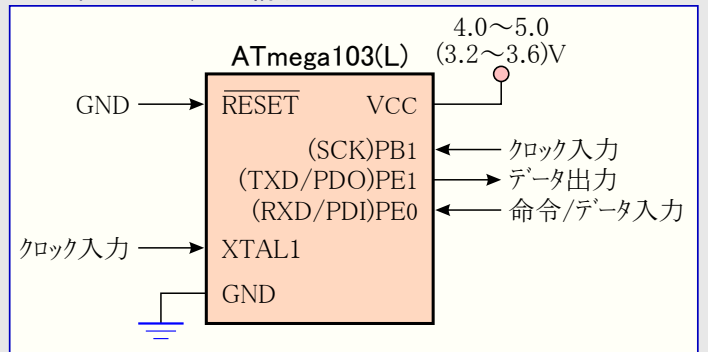 4.0～5.0
ATmega103(L)
(3.2～3.6)V
GND
RESET
VCC
(SCK)PB1
クロック入力
(TXD/PDO)PE1
データ出力
(RXD/PDI)PE0
命令/データ入力
クロック入力
XTAL1
GND